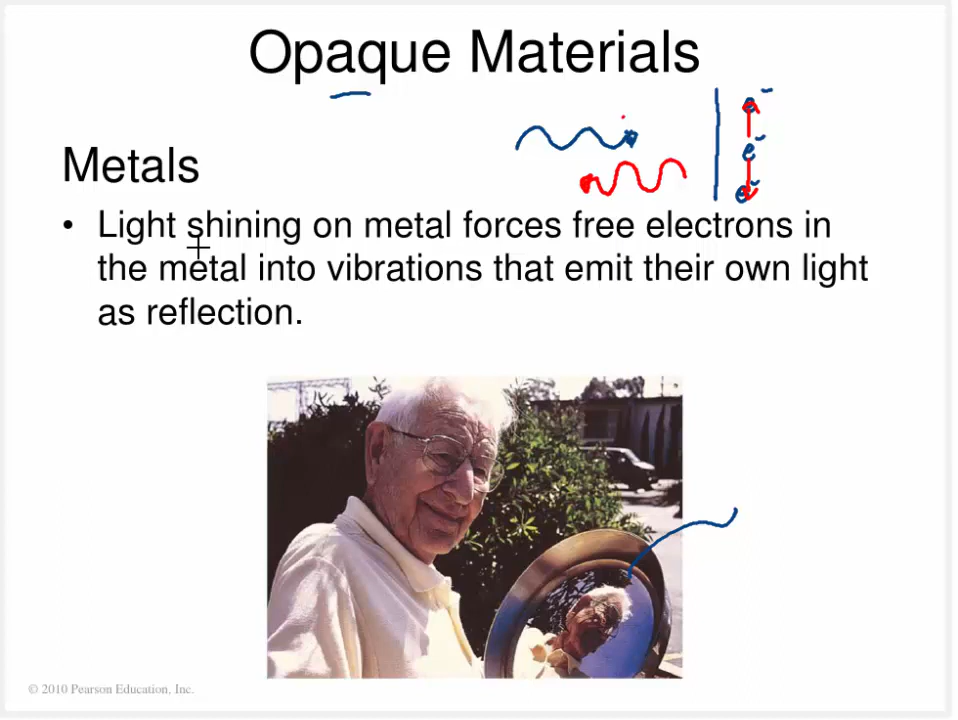 Opaque Materials
e⁻
e⁻
e⁻
Metals
• Light shining on metal forces free electrons in
the metal into vibrations that emit their own light
as reflection.
© 2010 Pearson Education, Inc.